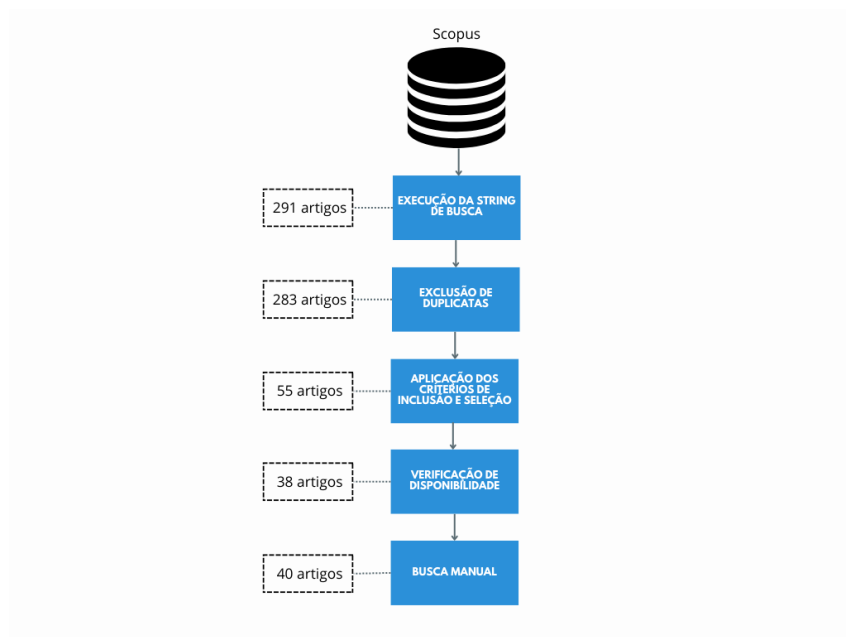 Scopus
291 artigos
EXECUÇÃO DA STRING
DE BUSCA
283 artigos
EXCLUSÃO DE
DUPLICATAS
55 artigos
APLICAÇÃO DOS
CRITÉRIOS DE
INCLUSÃO E SELEÇÃO
38 artigos
VERIFICAÇÃO DE
DISPONIBILIDADE
40 artigos
BUSCA MANUAL